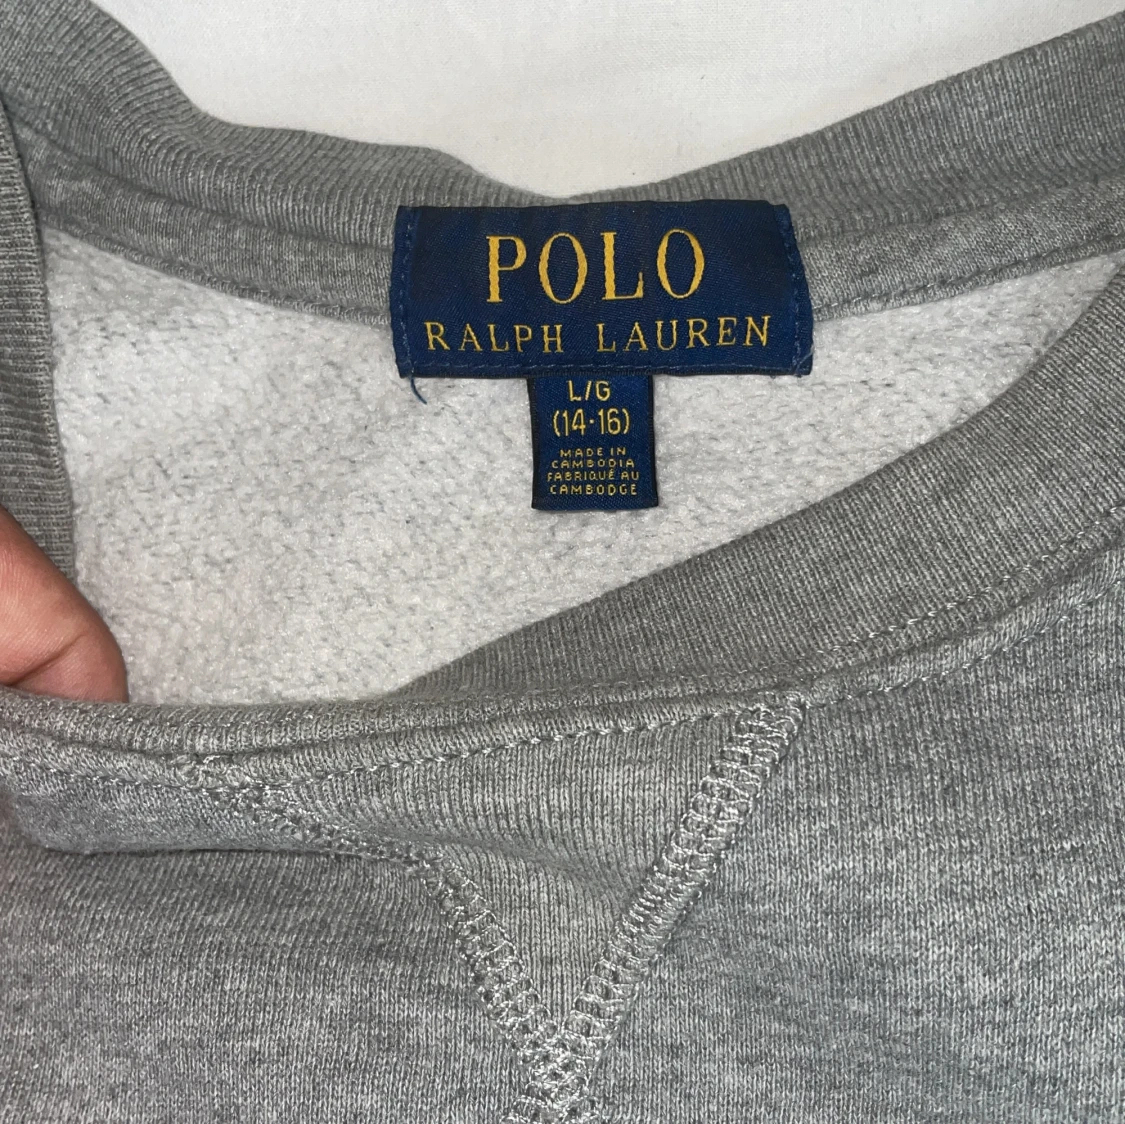 POLO
RALPH LAUREN
L/G
(14-16)
MADE IN
CAMBODIA
FABRIQUÉ AU
CAMBODGE